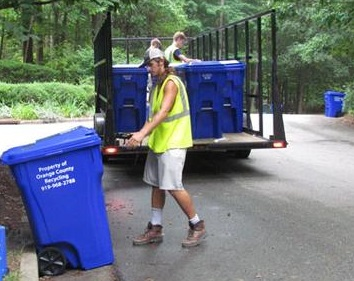 Property of
Orange County
Recycling
919-968-2788